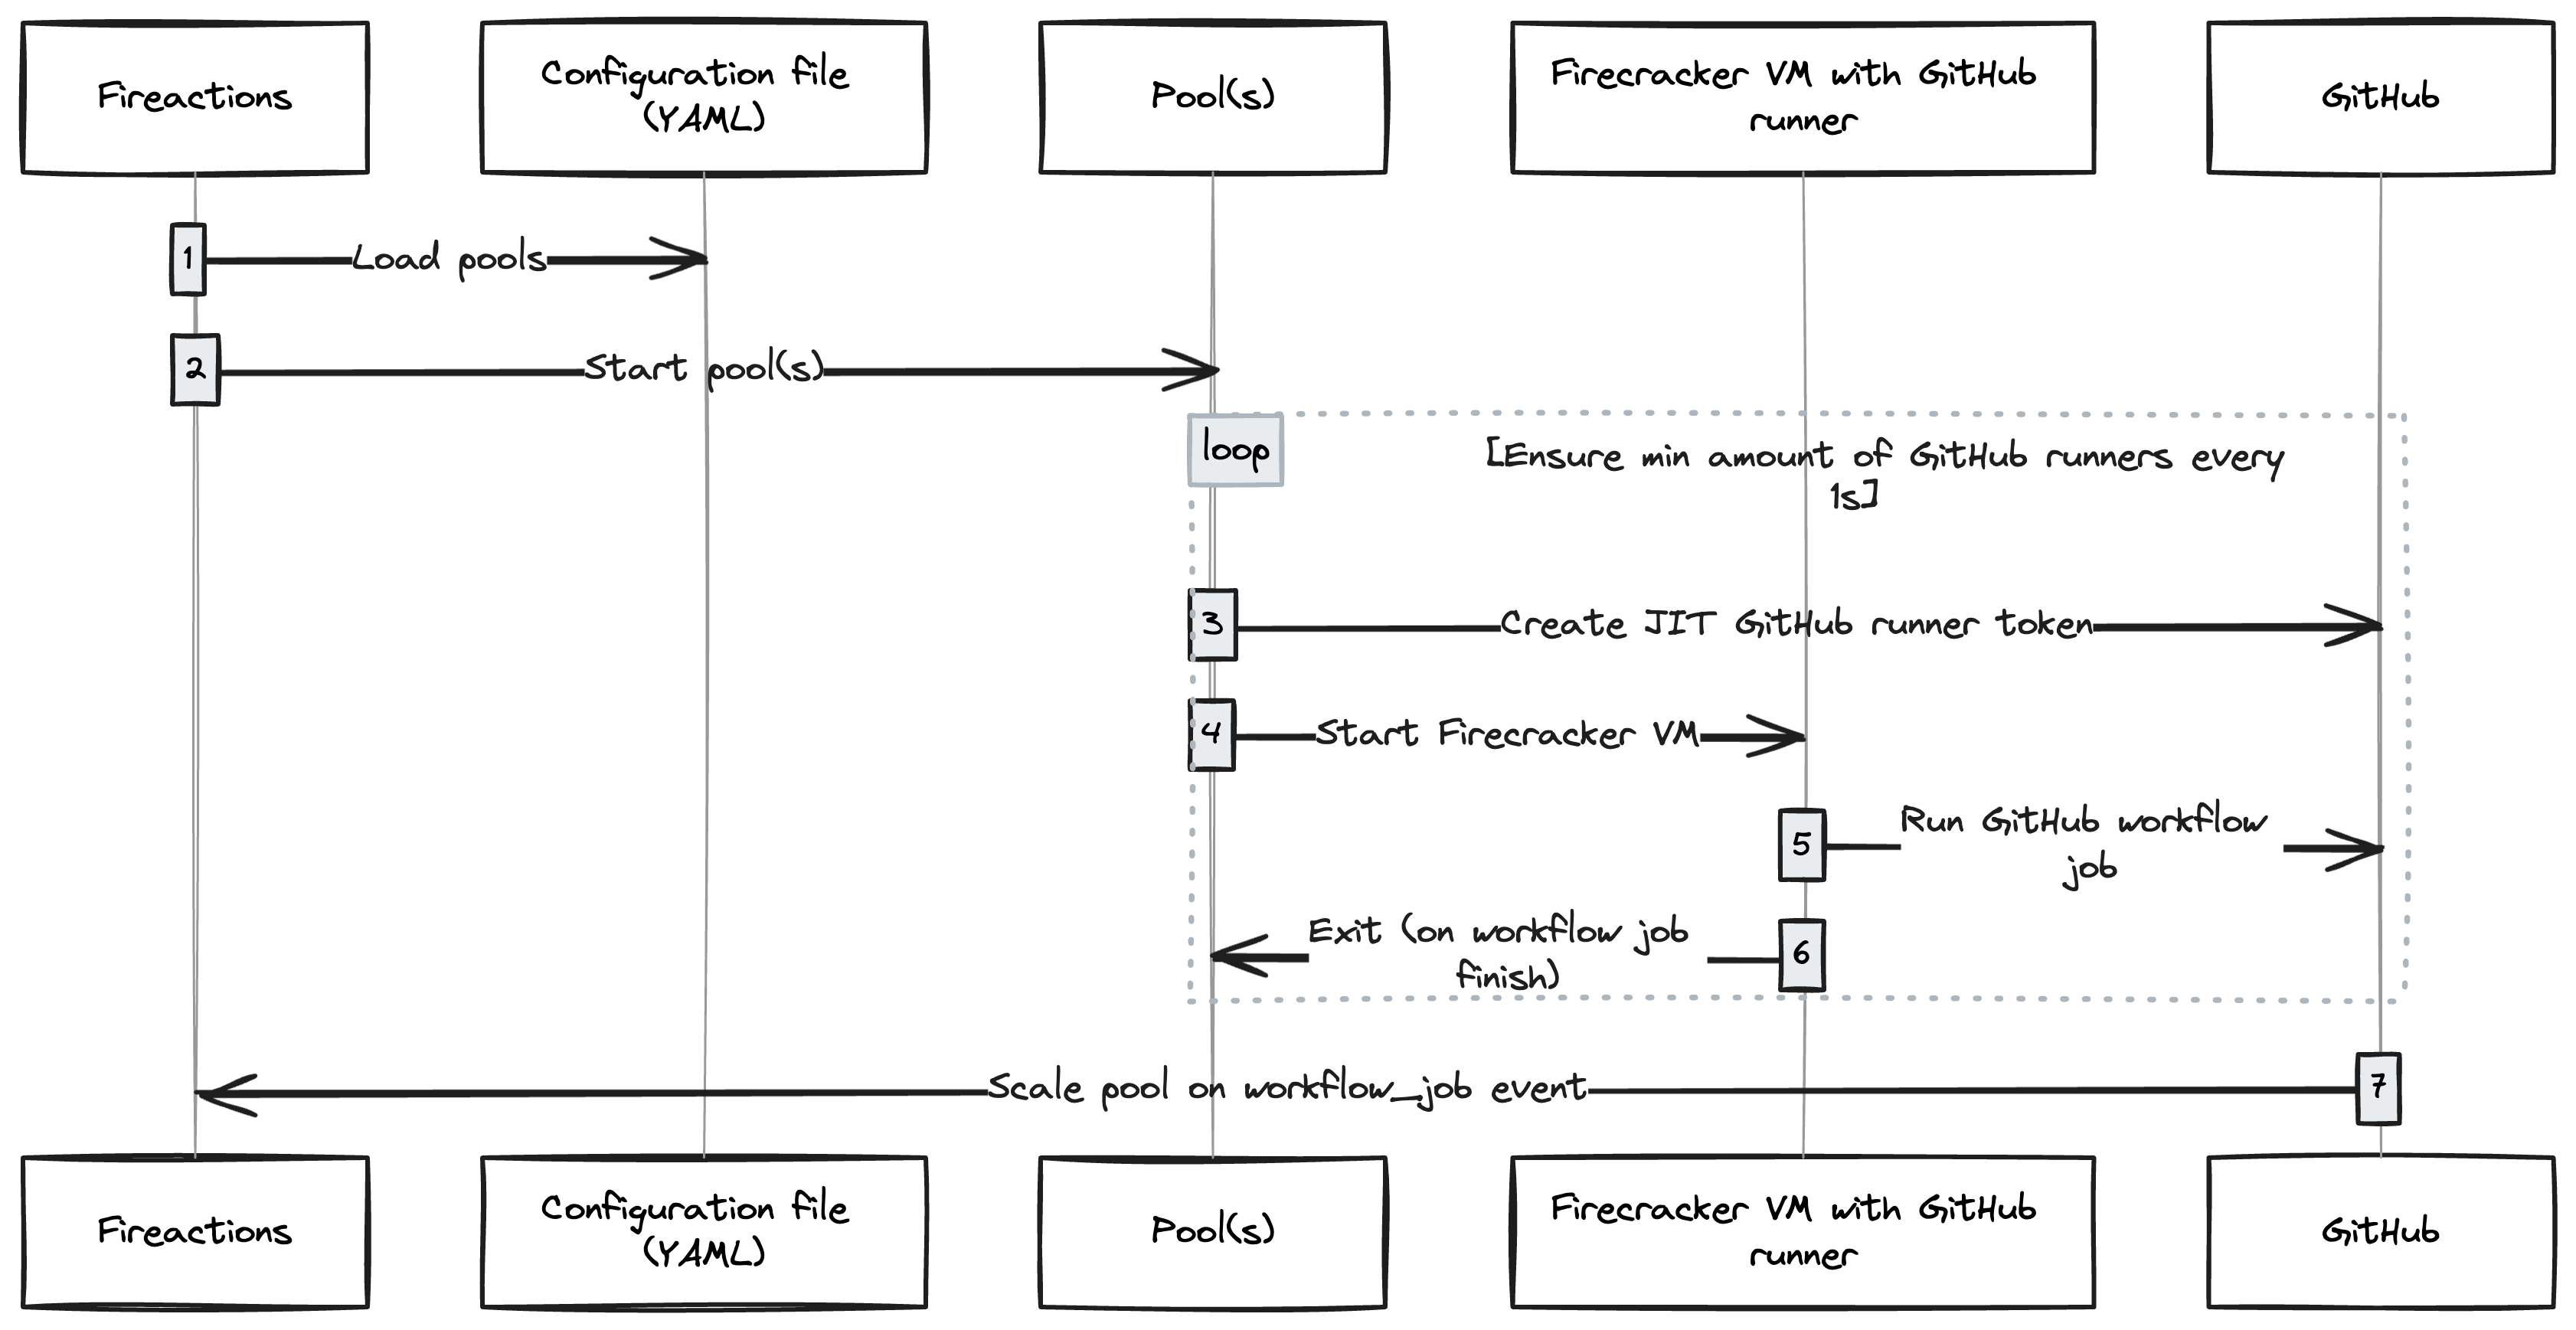 Fireactions
Configuration file
(YAML)
Pool(s)
Firecracker VM with GitHub
runner
GitHub
1
Load pools
2
Start pool(s)
loop
[Ensure min amount of GitHub runners every
1s]
3
Create JIT GitHub runner token
4
Start Firecracker VM
5
Run GitHub workflow
job
Exit (on workflow job
finish)
6
Scale pool on workflow_job event
7
Fireactions
Configuration file
(YAML)
Pool(s)
Firecracker VM with GitHub
runner
GitHub